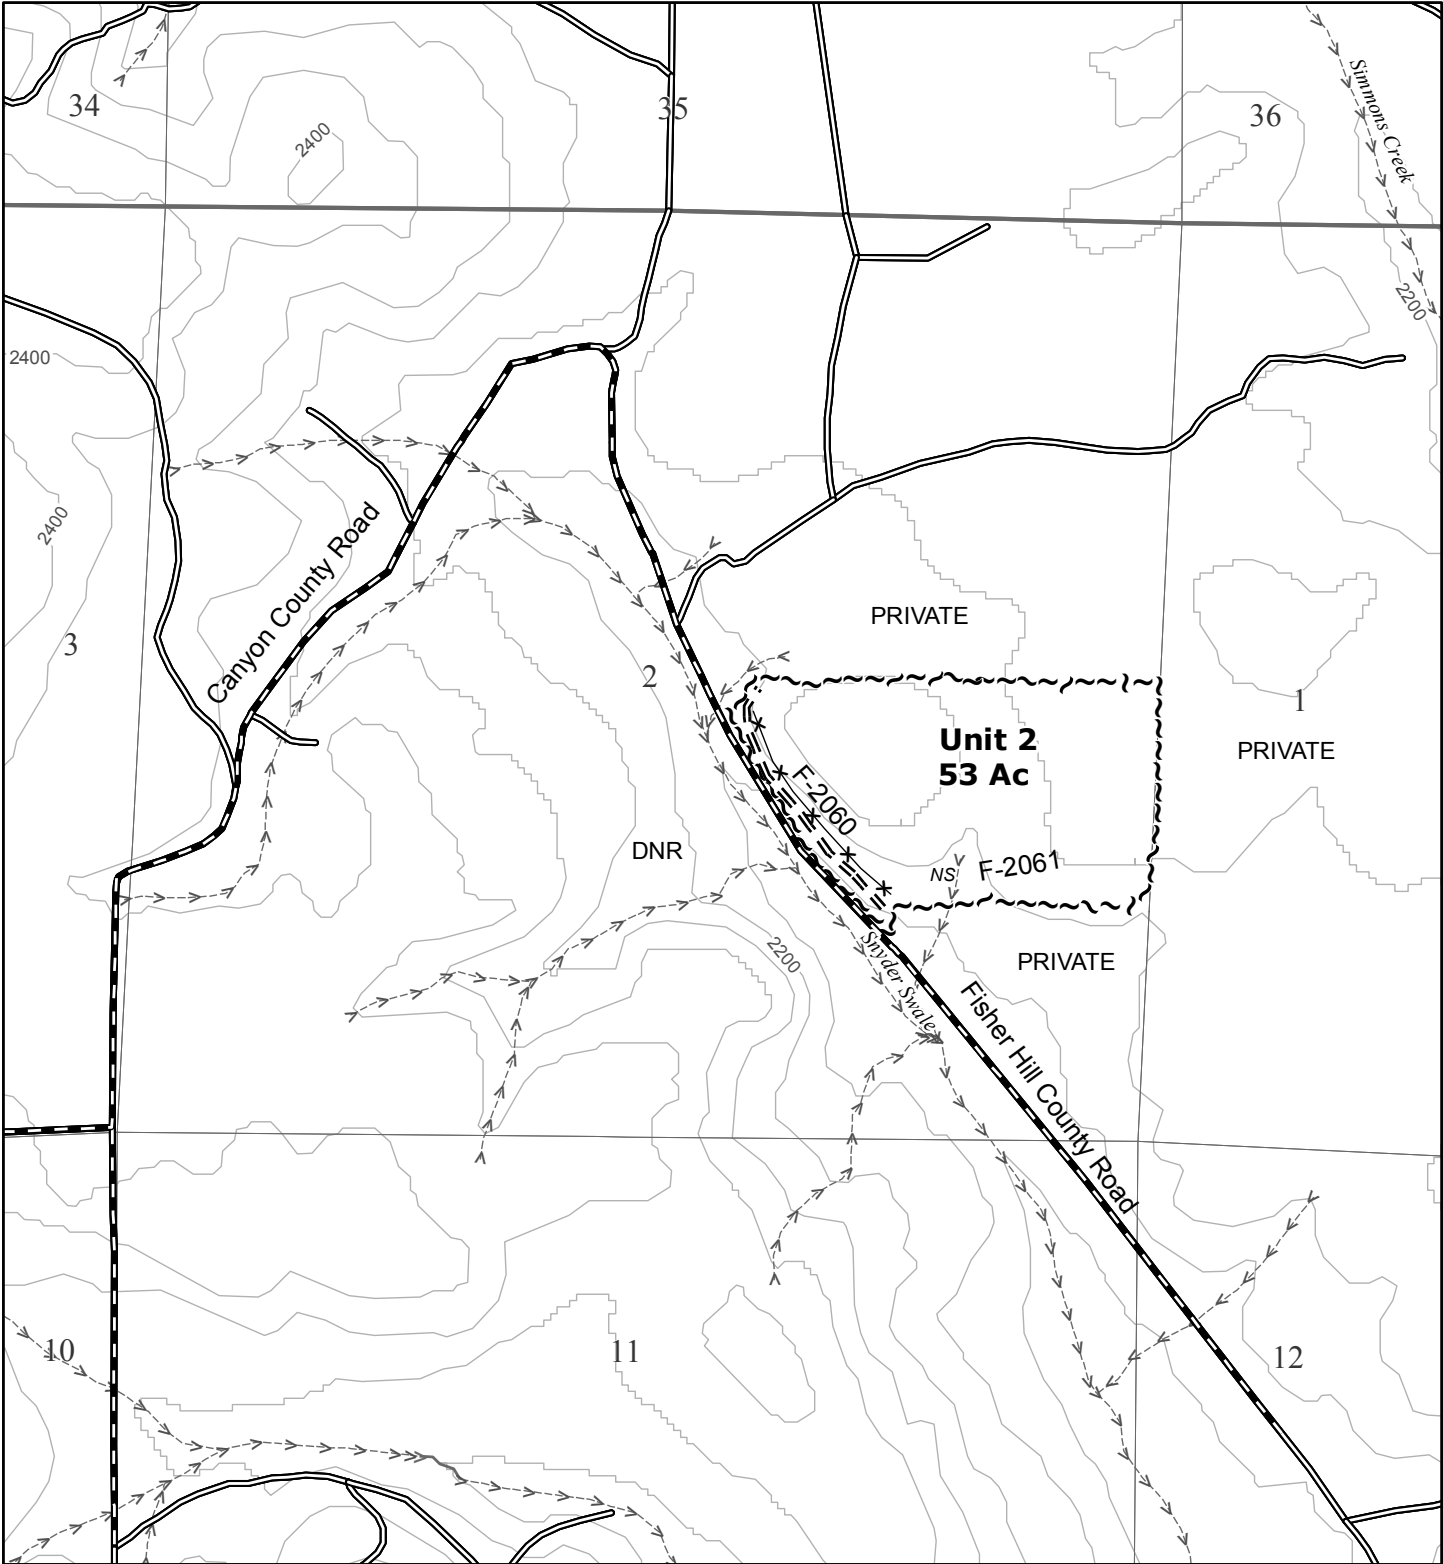 34
35
36
Simmons Creek
2400
2200
2400
2400
Canyon County Road
PRIVATE
3
2
1
Unit 2
53 Ac
PRIVATE
F-2060
DNR
NS
F-2061
2200
Snyder Swale
PRIVATE
Fisher Hill County Road
10
11
12